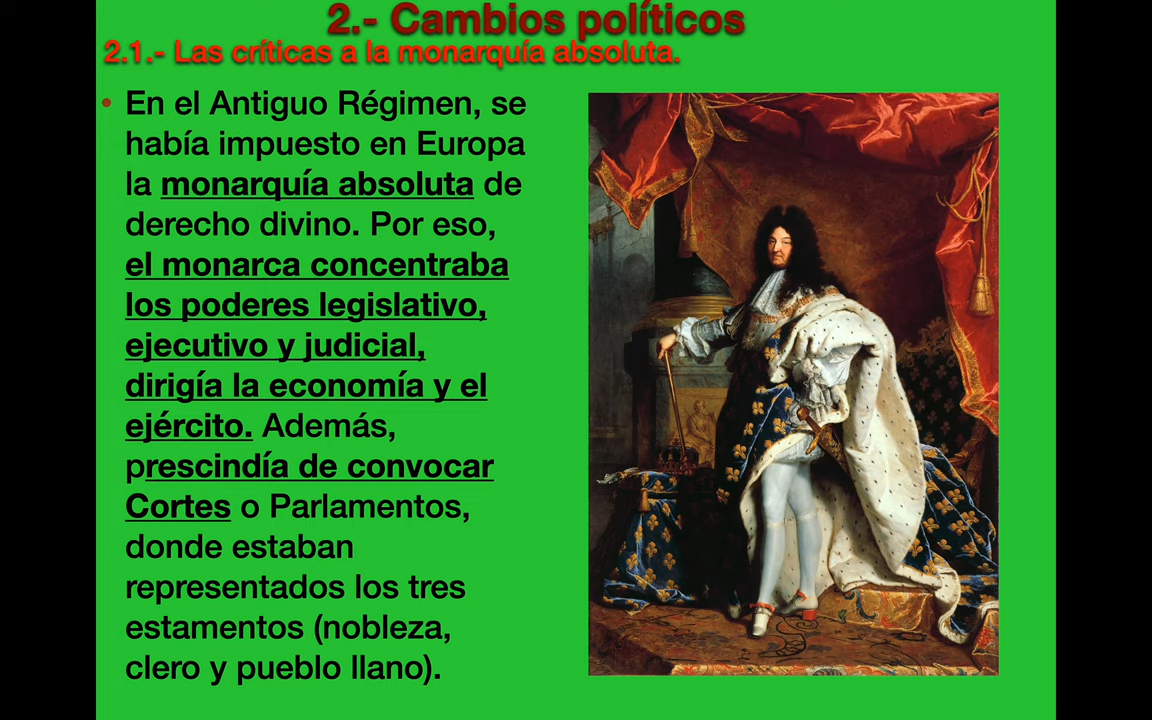 2.- Cambios políticos
2.1.- Las críticas a la monarquía absoluta.
• En el Antiguo Régimen, se
había impuesto en Europa
la monarquía absoluta de
derecho divino. Por eso,
el monarca concentraba
los poderes legislativo,
ejecutivo y judicial,
dirigía la economía y el
ejército. Además,
prescindía de convocar
Cortes o Parlamentos,
donde estaban
representados los tres
estamentos (nobleza,
clero y pueblo llano).